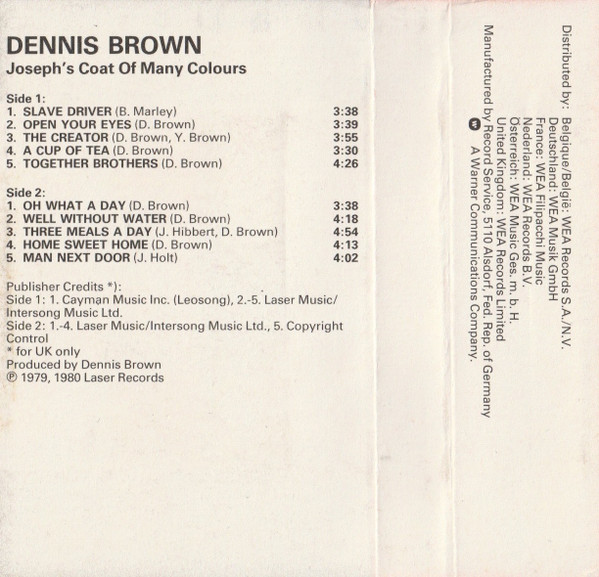 DENNIS BROWN
Joseph's Coat Of Many Colours
Side 1:
1. SLAVE DRIVER (B. Marley) 3:38
2. OPEN YOUR EYES (D. Brown) 3:39
3. THE CREATOR (D. Brown, Y. Brown) 3:55
4. A CUP OF TEA (D. Brown) 3:30
5. TOGETHER BROTHERS (D. Brown) 4:26
Side 2:
1. OH WHAT A DAY (D. Brown) 3:38
2. WELL WITHOUT WATER (D. Brown) 4:18
3. THREE MEALS A DAY (J. Hibbert, D. Brown) 4:54
4. HOME SWEET HOME (D. Brown) 4:13
5. MAN NEXT DOOR (J. Holt) 4:02
Publisher Credits *):
Side 1: 1. Cayman Music Inc. (Leosong), 2.-5. Laser Music/
Intersong Music Ltd.
Side 2: 1.-4. Laser Music/Intersong Music Ltd., 5. Copyright
Control
* for UK only
Produced by Dennis Brown
℗ 1979, 1980 Laser Records
Distributed by: Belgique/België: WEA Records S.A./N.V.
Deutschland: WEA Musik GmbH
France: WEA Filipacchi Music
Nederland: WEA Records B.V.
Österreich: WEA Music Ges. m. b. H.
United Kingdom: WEA Records Limited
Manufactured by Record Service, 5110 Alsdorf, Fed. Rep. of Germany
A Warner Communications Company.